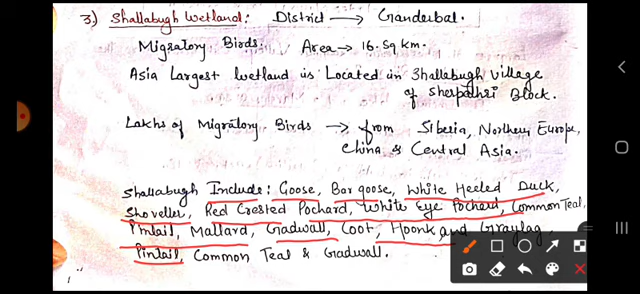 3.) Shallabugh Wetland: District → Ganderbal.
Migratory Birds. Area → 16.Sq km.
Asia Largest Wetland is Located in Shallabugh village
of Sherpathri Block.
Lakhs of Migratory Birds → from Siberia, Northern Europe,
China & Central Asia.
Shallabugh Include: Goose, Bar goose, White Heeled Duck,
Shoveller, Red Crested Pochard, White Eye Pochard, Common Teal,
Pintail, Mallard, Gadwall, Coot, Hoonk, and Graylag
Pintail, Common Teal & Gadwall.